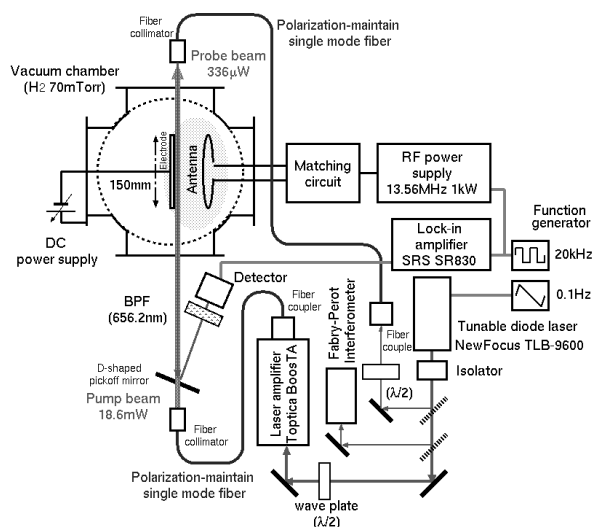 Fiber
collimator
Polarization-maintain
single mode fiber
Probe beam
336μW
Vacuum chamber
(H2 70mTorr)
Electrode
Antenna
150mm
Matching
circuit
RF power
supply
13.56MHz 1kW
Function
generator
Lock-in
amplifier
SRS SR830
20kHz
DC
power supply
Detector
0.1Hz
BPF
(656.2nm)
Fiber
coupler
Fabry-Perot
Interferometer
Fiber
couple
Tunable diode laser
NewFocus TLB-9600
Isolator
D-shaped
pickoff mirror
Laser amplifier
Toptica BoosTA
(λ/2)
Pump beam
18.6mW
Fiber
collimator
Polarization-maintain
single mode fiber
wave plate
(λ/2)